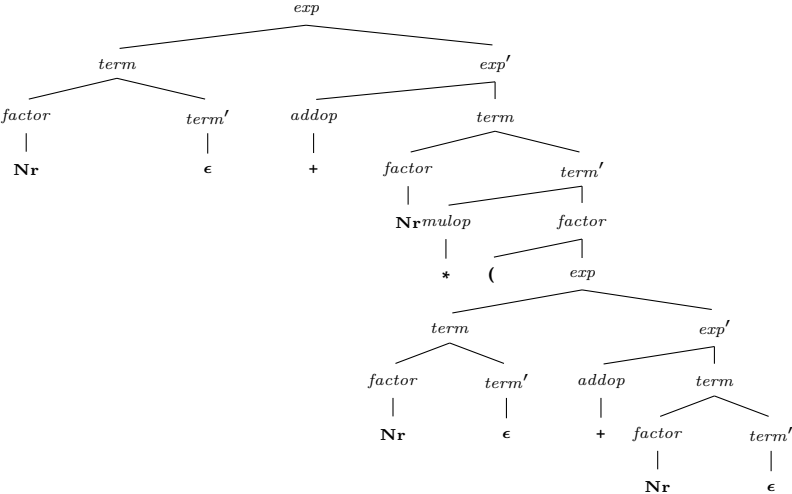 exp
term exp′
factor term′ addop term
Nr ϵ + factor term′
Nr mulop factor
* ( exp
term exp′
factor term′ addop term
Nr ϵ + factor term′
Nr ϵ